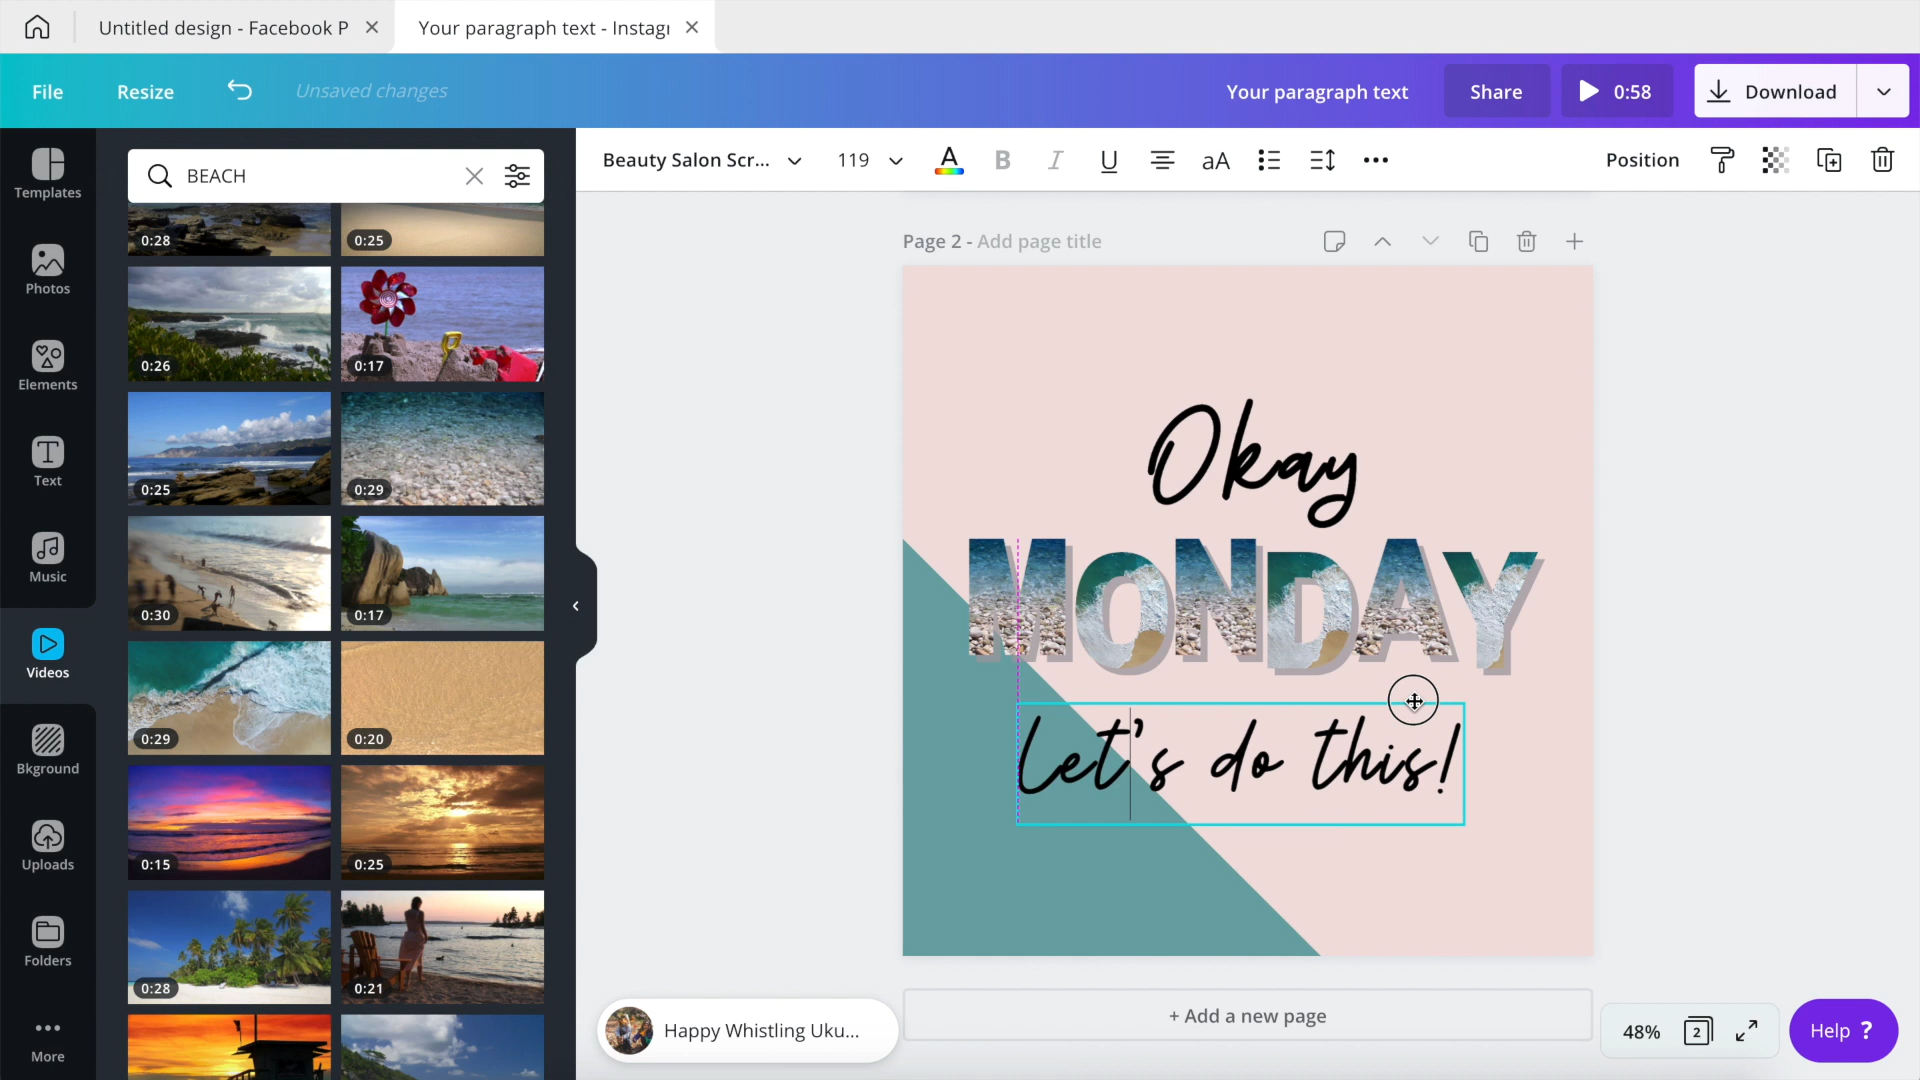 Untitled design - Facebook P
Your paragraph text - Instagr
File
Resize
Unsaved changes
Your paragraph text
Share
0:58
Download
Templates
Photos
Elements
Text
Music
Videos
Bkground
Uploads
Folders
More
BEACH
0:28
0:25
0:26
0:17
0:25
0:29
0:30
0:17
0:29
0:20
0:15
0:25
0:28
0:21
Beauty Salon Scr...
119
A
B
I
U
aA
Position
Page 2 - Add page title
Okay
MONDAY
Let's do this!
+ Add a new page
Happy Whistling Uku...
48%
2
Help ?